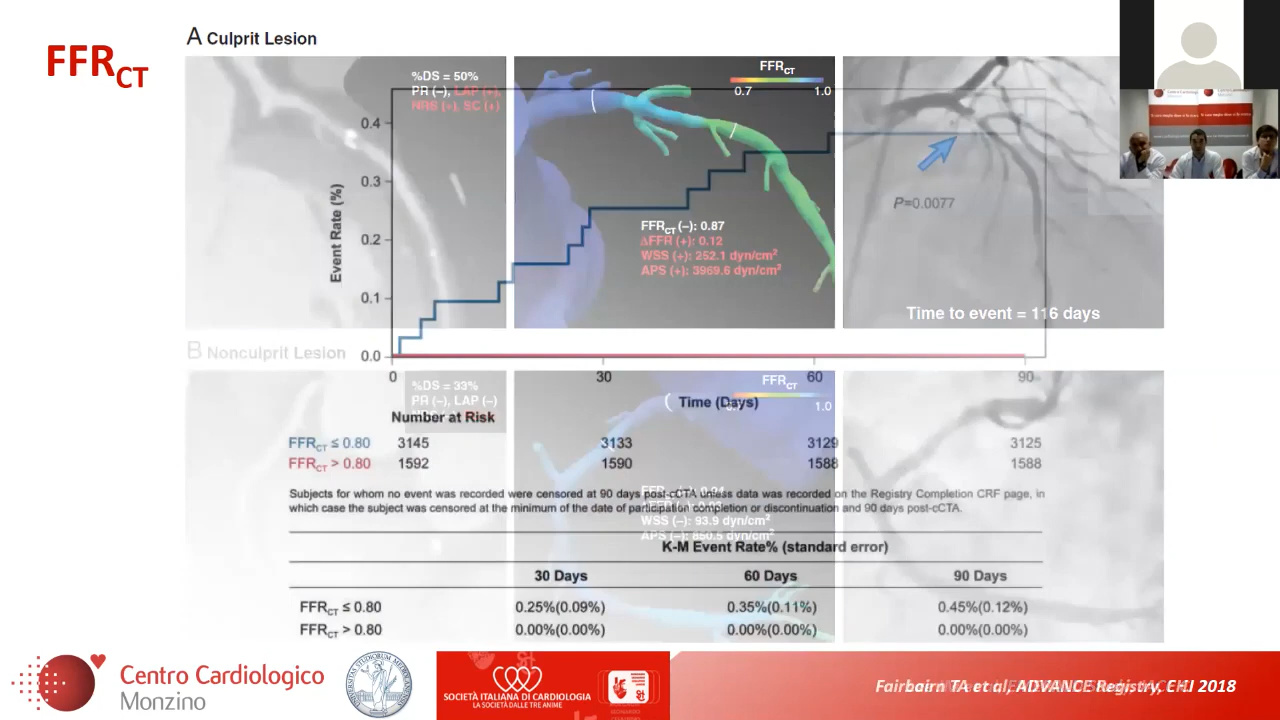 FFRCT
A Culprit Lesion
%DS = 50%
PR (–), LAP (+),
NRS (–), SC (+)
FFRCT
0.7 1.0
FFRCT (–): 0.87
ΔFFR (+): 0.12
WSS (+): 252.1 dyn/cm²
APS (+): 3969.6 dyn/cm²
P=0.0077
Time to event = 116 days
Event Rate (%)
0.4
0.3
0.2
0.1
0.0
0 30 60 90
Time (Days)
B Nonculprit Lesion
%DS = 33%
PR (–), LAP (–)
FFRCT
1.0
WSS (–): 93.9 dyn/cm²
APS (–): 850.5 dyn/cm²
Number at Risk
FFRCT ≤ 0.80 3145 3133 3129 3125
FFRCT > 0.80 1592 1590 1588 1588
Subjects for whom no event was recorded were censored at 90 days post-cCTA unless data was recorded on the Registry Completion CRF page, in
which case the subject was censored at the minimum of the date of participation completion or discontinuation and 90 days post-cCTA.
K-M Event Rate% (standard error)
30 Days 60 Days 90 Days
FFRCT ≤ 0.80 0.25%(0.09%) 0.35%(0.11%) 0.45%(0.12%)
FFRCT > 0.80 0.00%(0.00%) 0.00%(0.00%) 0.00%(0.00%)
Centro Cardiologico
Monzino
SOCIETÀ ITALIANA DI CARDIOLOGIA
LA SOCIETÀ DALLE TRE ANIME
Fairbairn TA et al, ADVANCE Registry, EHJ 2018